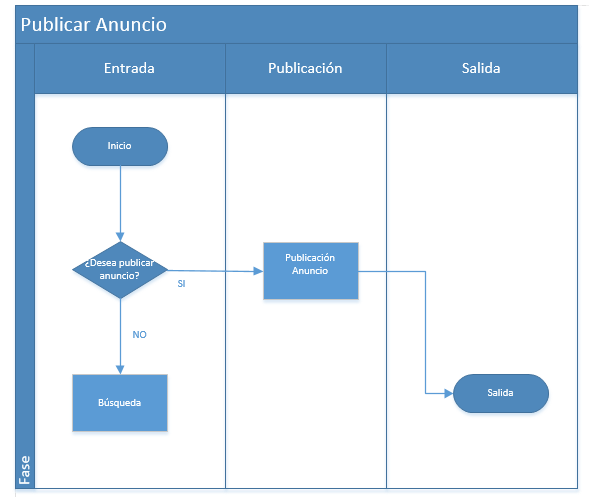 Publicar Anuncio
Entrada
Publicación
Salida
Inicio
¿Desea publicar
anuncio?
SI
Publicación
Anuncio
NO
Búsqueda
Salida
Fase